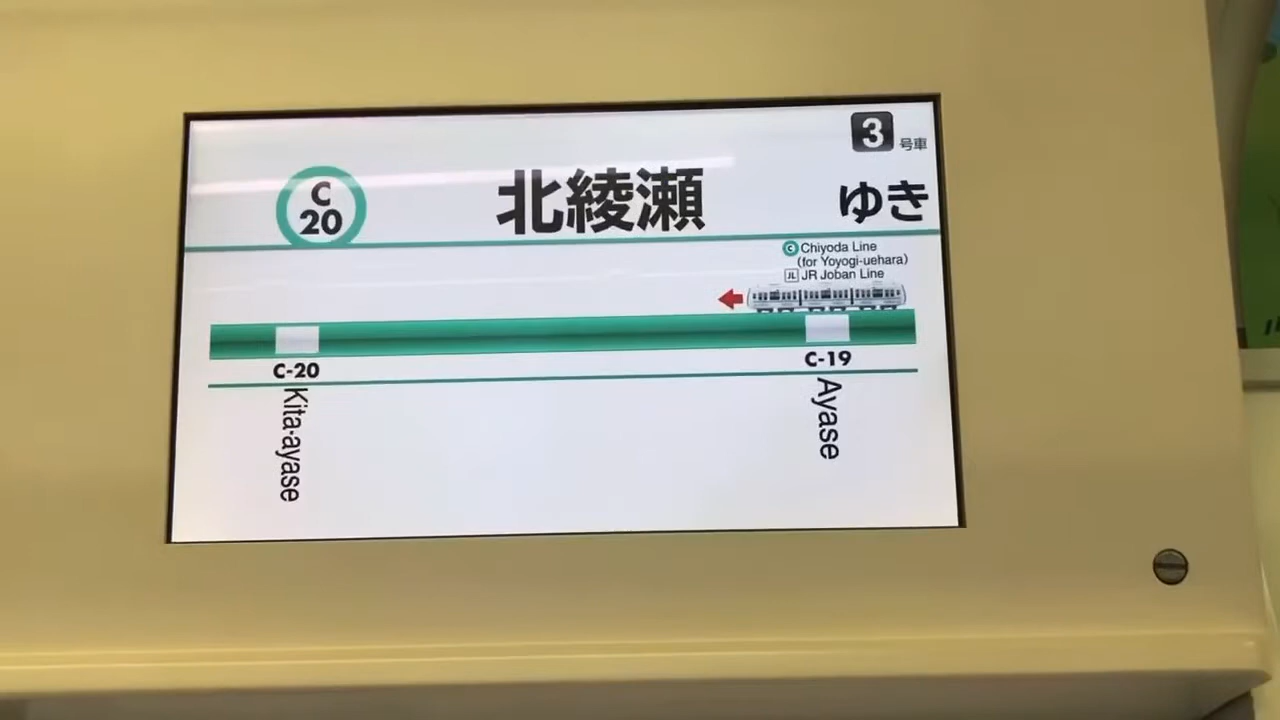 3 号車
C 20 北綾瀬 ゆき
C Chiyoda Line
(for Yoyogi-uehara)
JL JR Joban Line
C-20 C-19
Kita-ayase Ayase